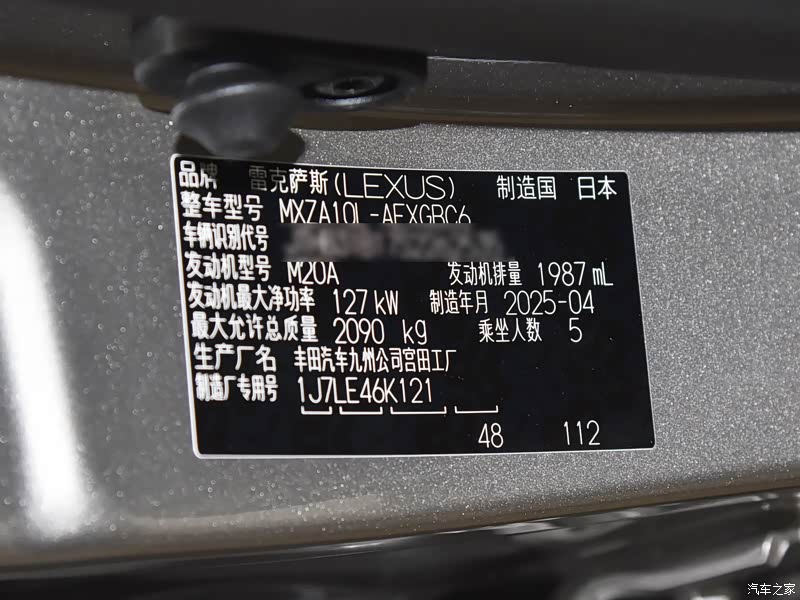 品牌 雷克萨斯(LEXUS) 制造国 日本
整车型号 MXZA10L-AEXGBC6
车辆识别代号
发动机型号 M20A 发动机排量 1987 mL
发动机最大净功率 127 kW 制造年月 2025-04
最大允许总质量 2090 kg 乘坐人数 5
生产厂名 丰田汽车九州公司宫田工厂
制造厂专用号 1J7LE46K121
48 112
汽车之家